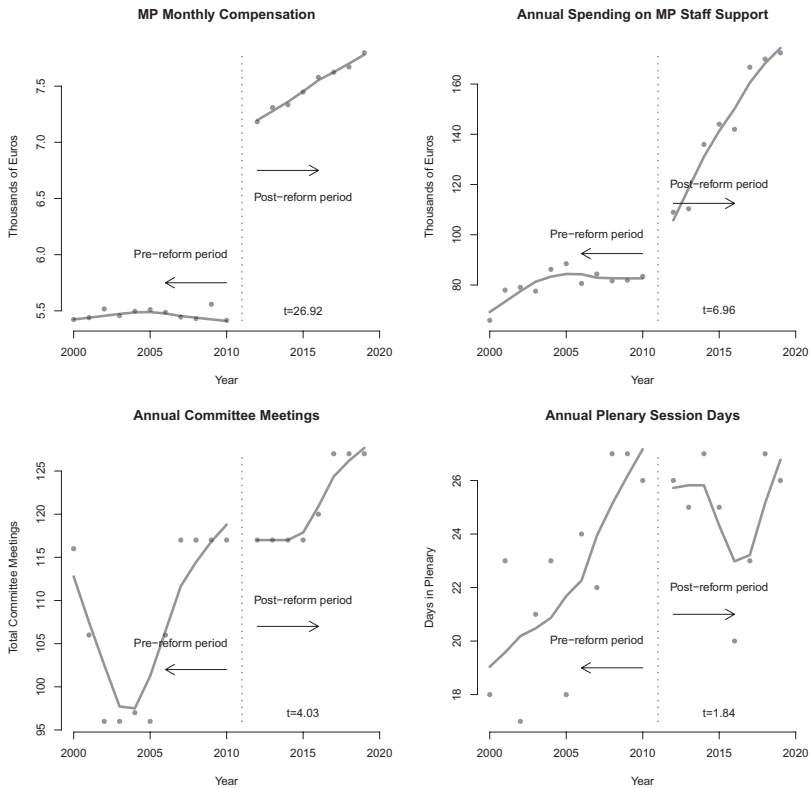 MP Monthly Compensation
Thousands of Euros
7.5
7.0
6.5
6.0
5.5
Post−reform period
Pre−reform period
t=26.92
2000 2005 2010 2015 2020
Year
Annual Spending on MP Staff Support
Thousands of Euros
160
140
120
100
80
Post−reform period
Pre−reform period
t=6.96
2000 2005 2010 2015 2020
Year
Annual Committee Meetings
Total Committee Meetings
125
120
115
110
105
100
95
Post−reform period
Pre−reform period
t=4.03
2000 2005 2010 2015 2020
Year
Annual Plenary Session Days
Days in Plenary
26
24
22
20
18
Post−reform period
Pre−reform period
t=1.84
2000 2005 2010 2015 2020
Year